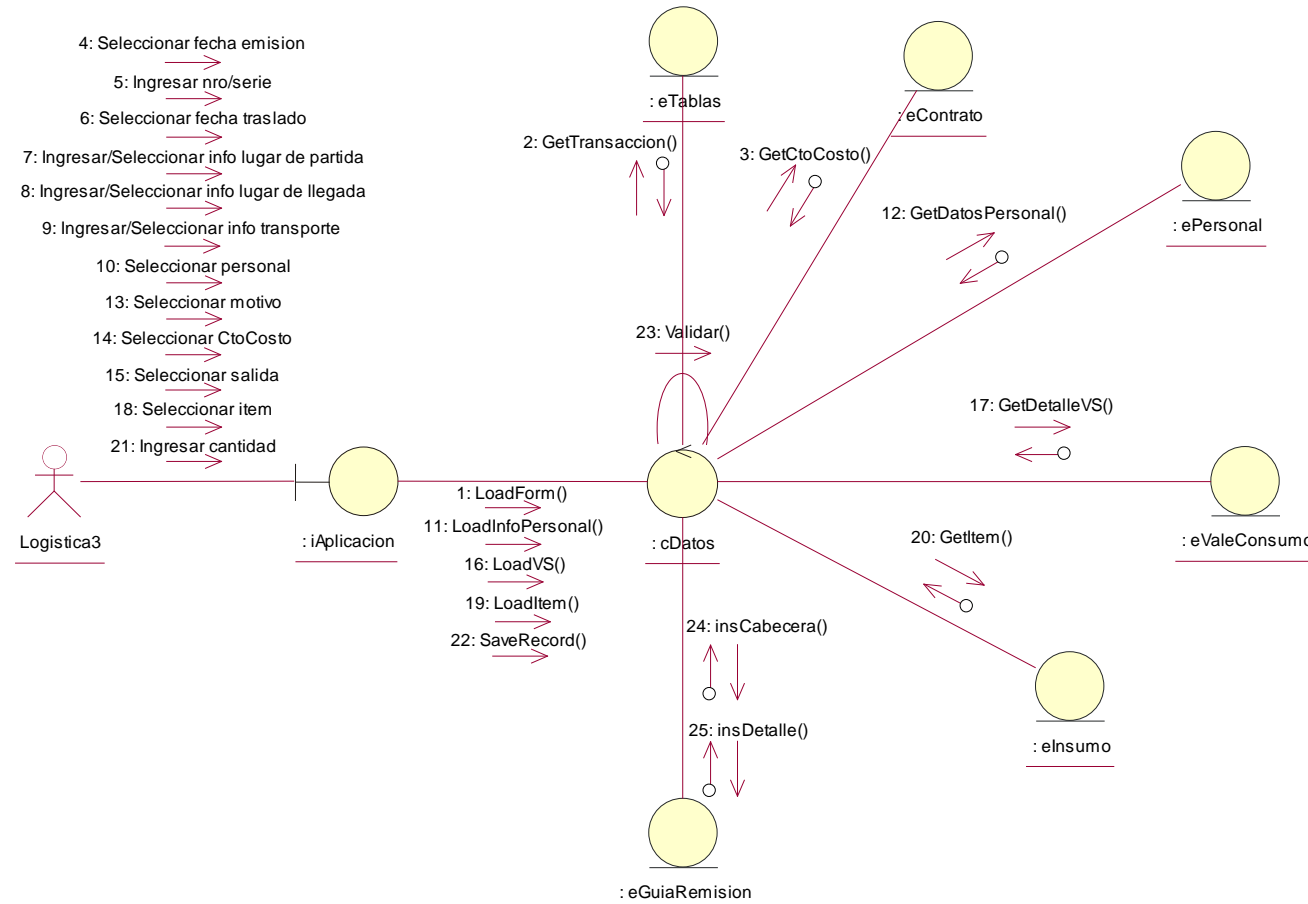 4: Seleccionar fecha emision
5: Ingresar nro/serie
6: Seleccionar fecha traslado
7: Ingresar/Seleccionar info lugar de partida
8: Ingresar/Seleccionar info lugar de llegada
9: Ingresar/Seleccionar info transporte
10: Seleccionar personal
13: Seleccionar motivo
14: Seleccionar CtoCosto
15: Seleccionar salida
18: Seleccionar item
21: Ingresar cantidad
Logistica3
: iAplicacion
1: LoadForm()
11: LoadInfoPersonal()
16: LoadVS()
19: LoadItem()
22: SaveRecord()
: cDatos
23: Validar()
: eTablas
2: GetTransaccion()
: eContrato
3: GetCtoCosto()
: ePersonal
12: GetDatosPersonal()
17: GetDetalleVS()
: eValeConsumo
20: GetItem()
: eInsumo
24: insCabecera()
25: insDetalle()
: eGuiaRemision